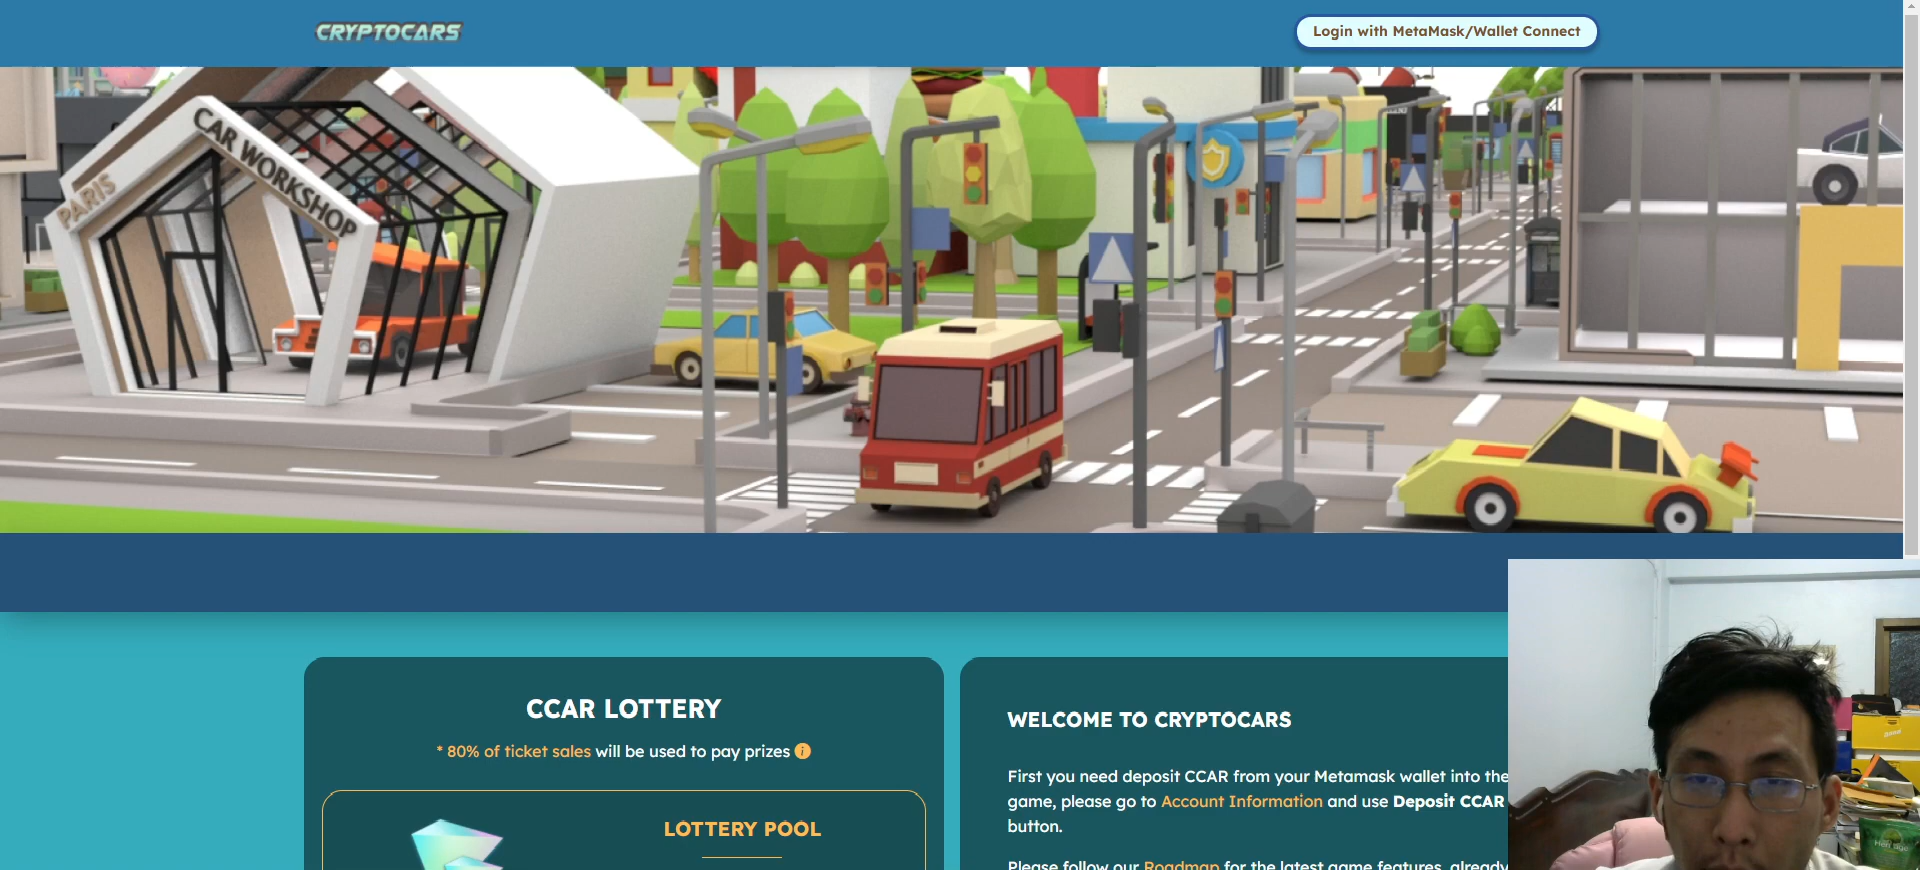 CRYPTOCARS
Login with MetaMask/Wallet Connect
PARIS
CAR WORKSHOP
CCAR LOTTERY
* 80% of ticket sales will be used to pay prizes i
LOTTERY POOL
WELCOME TO CRYPTOCARS
First you need deposit CCAR from your Metamask wallet into the
game, please go to Account Information and use Deposit CCAR
button.
Please follow our Roadmap for the latest game features, already